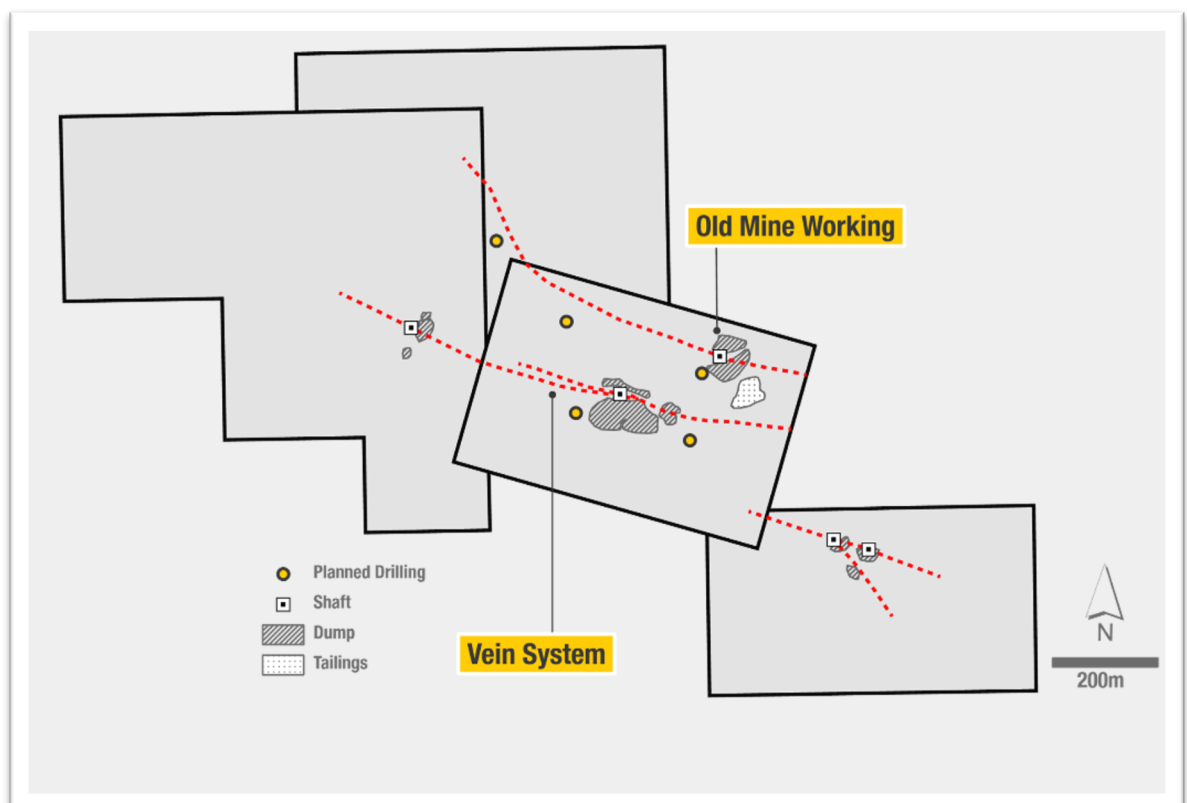 Old Mine Working
Planned Drilling
Shaft
Dump
Tailings
Vein System
N
200m